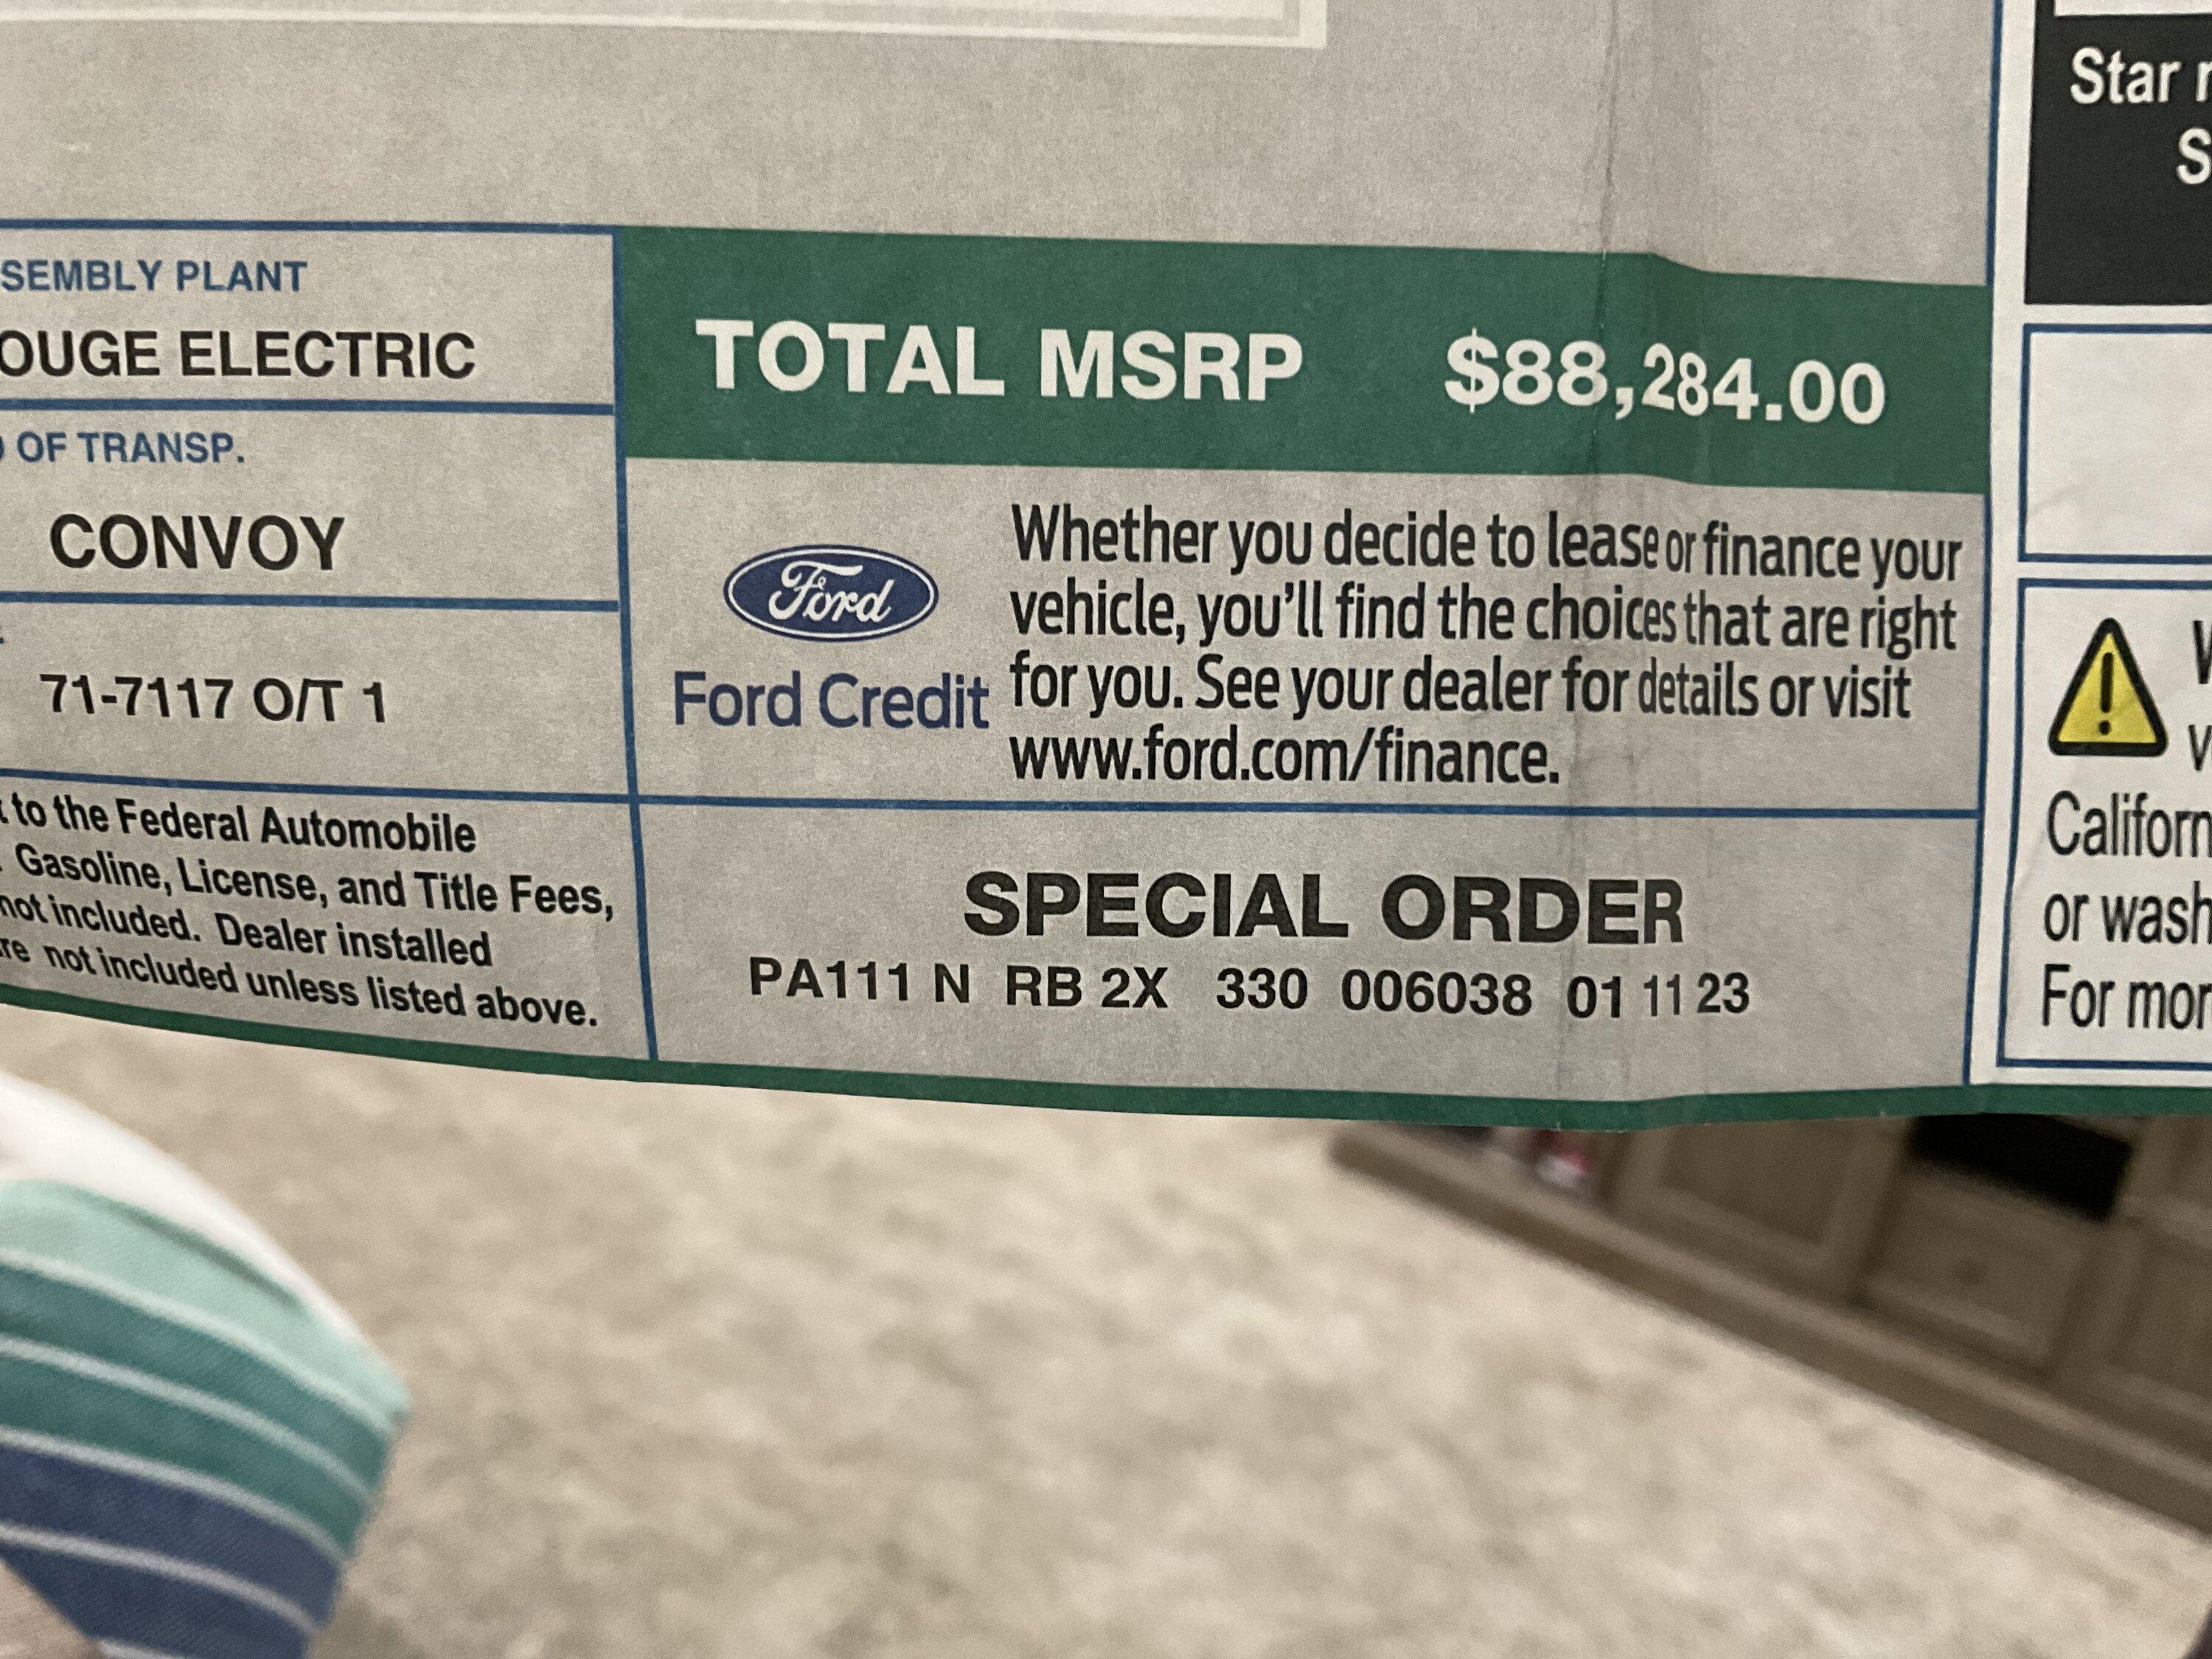 SEMBLY PLANT
OUGE ELECTRIC
OF TRANSP.
CONVOY
71-7117 O/T 1
to the Federal Automobile
Gasoline, License, and Title Fees,
not included. Dealer installed
re not included unless listed above.
TOTAL MSRP $88,284.00
Ford
Ford Credit
Whether you decide to lease or finance your
vehicle, you'll find the choices that are right
for you. See your dealer for details or visit
www.ford.com/finance.
SPECIAL ORDER
PA111 N RB 2X 330 006038 01 11 23
Star r
S
Californ
or wash
For mor